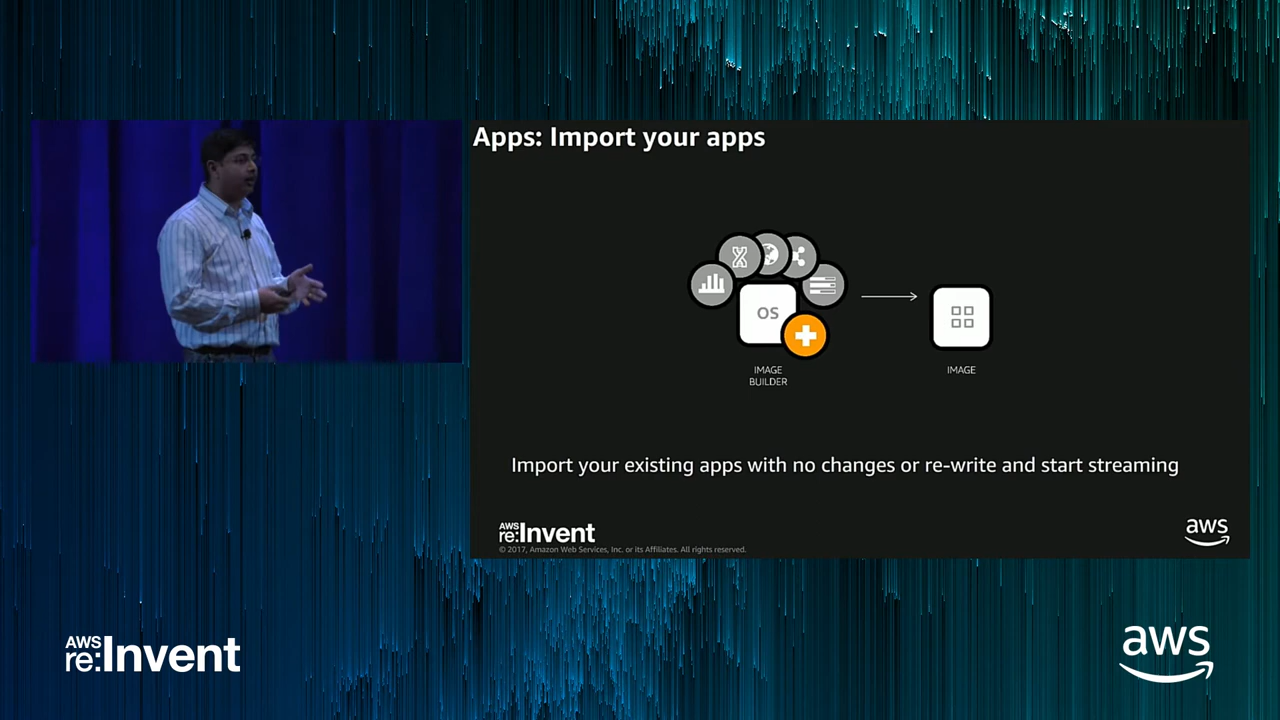 Apps: Import your apps
OS
IMAGE
BUILDER
IMAGE
Import your existing apps with no changes or re-write and start streaming
AWS
re:Invent
© 2017, Amazon Web Services, Inc. or its Affiliates. All rights reserved.
aws
AWS
re:Invent
aws